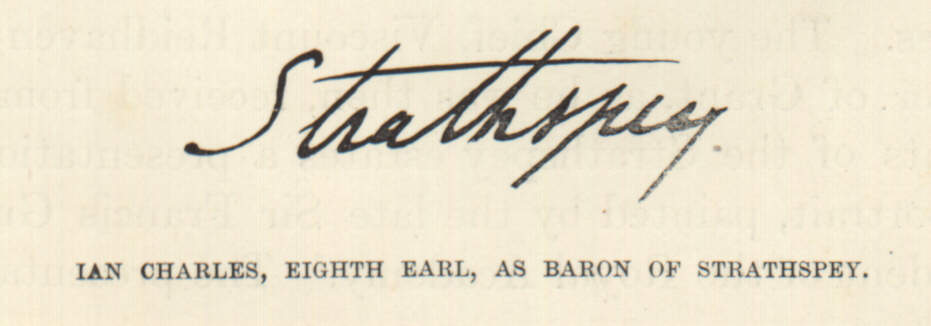 Strathspey.
IAN CHARLES, EIGHTH EARL, AS BARON OF STRATHSPEY.